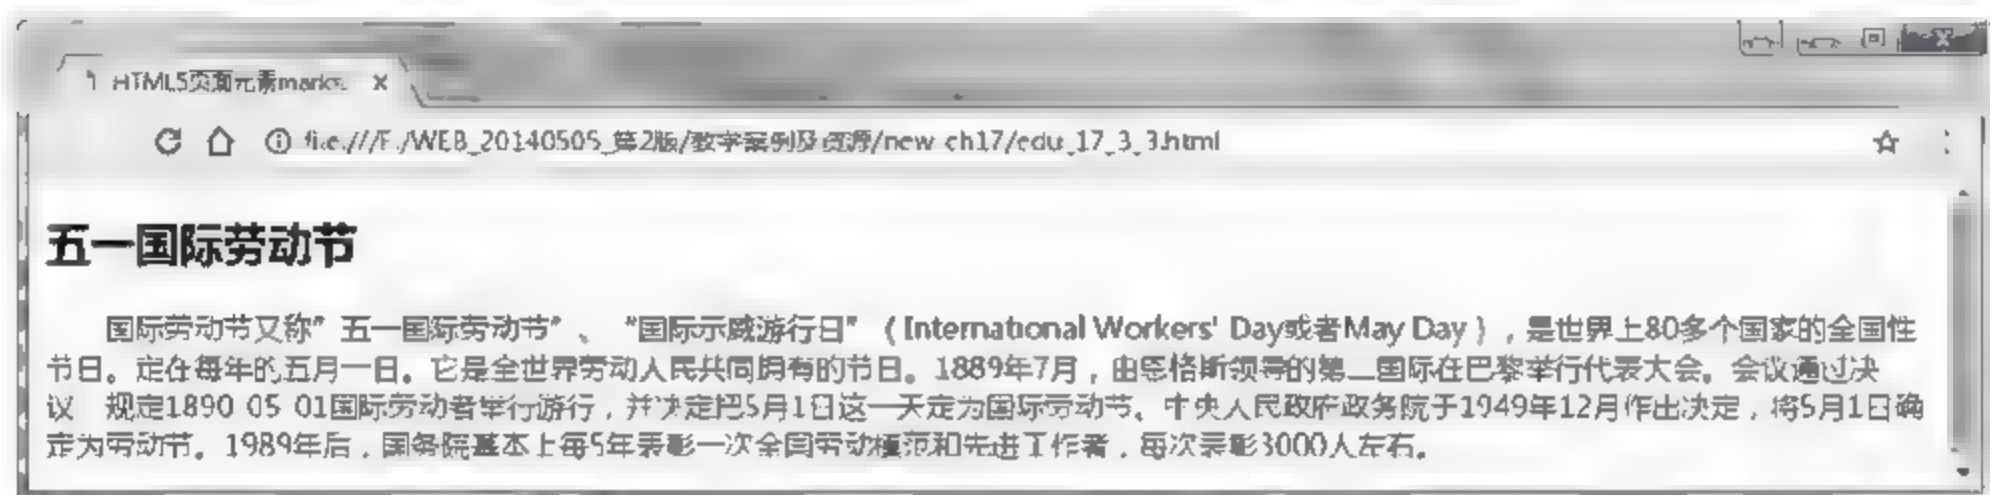 HTML5页面元素mark
file:///F:/WEB_20140505_第2版/教学案例及资源/new-ch17/edu_17_3_3.html
五一国际劳动节
国际劳动节又称"五一国际劳动节"、“国际示威游行日”（International Workers' Day或者May Day），是世界上80多个国家的全国性
节日。定在每年的五月一日。它是全世界劳动人民共同拥有的节日。1889年7月，由恩格斯领导的第二国际在巴黎举行代表大会。会议通过决
议 规定1890-05-01国际劳动者举行游行，并决定把5月1日这一天定为国际劳动节。中央人民政府政务院于1949年12月作出决定，将5月1日确
定为劳动节。1989年后，国务院基本上每5年表彰一次全国劳动模范和先进工作者，每次表彰3000人左右。